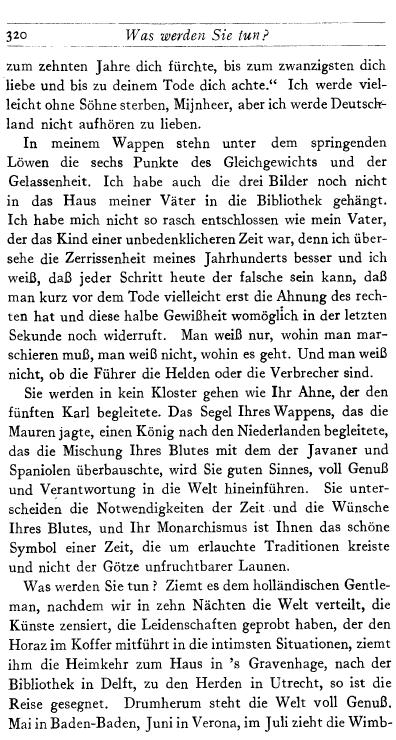 320 Was werden Sie tun?
zum zehnten Jahre dich fürchte, bis zum zwanzigsten dich
liebe und bis zu deinem Tode dich achte.“ Ich werde viel-
leicht ohne Söhne sterben, Mijnheer, aber ich werde Deutsch-
land nicht aufhören zu lieben.
In meinem Wappen stehn unter dem springenden
Löwen die sechs Punkte des Gleichgewichts und der
Gelassenheit. Ich habe auch die drei Bilder noch nicht
in das Haus meiner Väter in die Bibliothek gehängt.
Ich habe mich nicht so rasch entschlossen wie mein Vater,
der das Kind einer unbedenklicheren Zeit war, denn ich über-
sehe die Zerrissenheit meines Jahrhunderts besser und ich
weiß, daß jeder Schritt heute der falsche sein kann, daß
man kurz vor dem Tode vielleicht erst die Ahnung des rech-
ten hat und diese halbe Gewißheit womöglich in der letzten
Sekunde noch widerruft. Man weiß nur, wohin man mar-
schieren muß, man weiß nicht, wohin es geht. Und man weiß
nicht, ob die Führer die Helden oder die Verbrecher sind.
Sie werden in kein Kloster gehen wie Ihr Ahne, der den
fünften Karl begleitete. Das Segel Ihres Wappens, das die
Mauren jagte, einen König nach den Niederlanden begleitete,
das die Mischung Ihres Blutes mit dem der Javaner und
Spaniolen überbauschte, wird Sie guten Sinnes, voll Genuß
und Verantwortung in die Welt hineinführen. Sie unter-
scheiden die Notwendigkeiten der Zeit und die Wünsche
Ihres Blutes, und Ihr Monarchismus ist Ihnen das schöne
Symbol einer Zeit, die um erlauchte Traditionen kreiste
und nicht der Götze unfruchtbarer Launen.
Was werden Sie tun? Ziemt es dem holländischen Gentle-
man, nachdem wir in zehn Nächten die Welt verteilt, die
Künste zensiert, die Leidenschaften geprobt haben, der den
Horaz im Koffer mitführt in die intimsten Situationen, ziemt
ihm die Heimkehr zum Haus in 's Gravenhage, nach der
Bibliothek in Delft, zu den Herden in Utrecht, so ist die
Reise gesegnet. Drumherum steht die Welt voll Genuß.
Mai in Baden-Baden, Juni in Verona, im Juli zieht die Wimb-